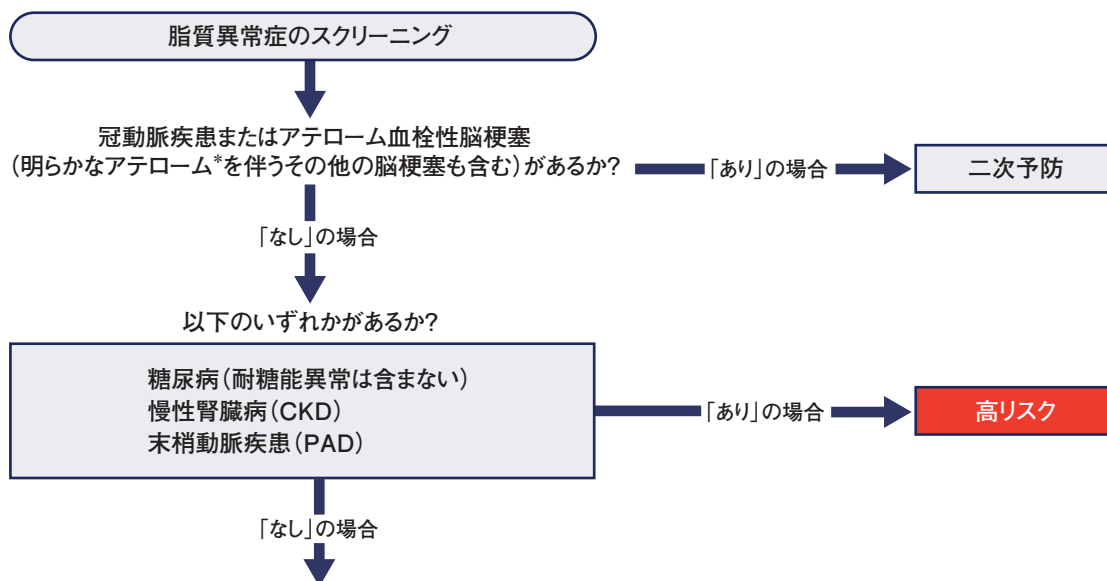 脂質異常症のスクリーニング
冠動脈疾患またはアテローム血栓性脳梗塞
(明らかなアテローム*を伴うその他の脳梗塞も含む)があるか?
「あり」の場合
二次予防
「なし」の場合
以下のいずれかがあるか?
糖尿病(耐糖能異常は含まない)
慢性腎臓病(CKD)
末梢動脈疾患(PAD)
「あり」の場合
高リスク
「なし」の場合